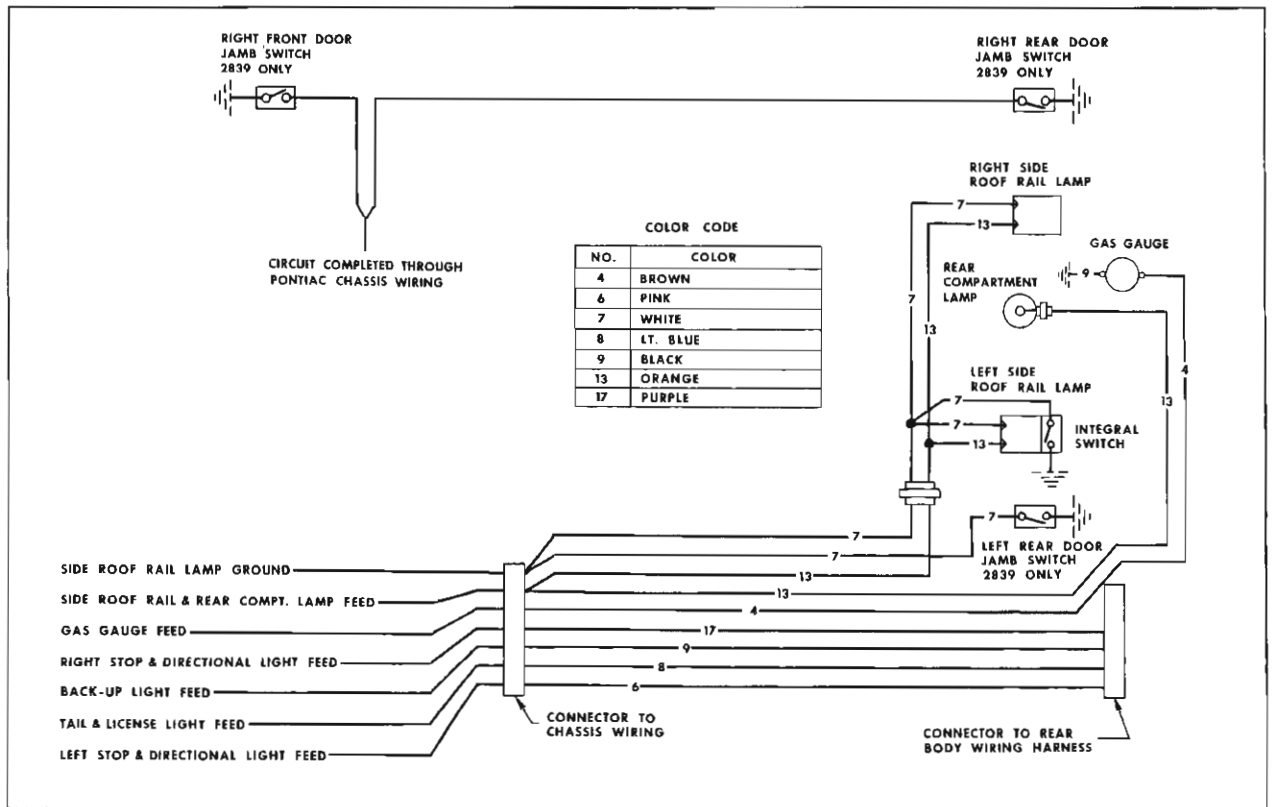 RIGHT FRONT DOOR
JAMB SWITCH
2839 ONLY
RIGHT REAR DOOR
JAMB SWITCH
2839 ONLY
CIRCUIT COMPLETED THROUGH
PONTIAC CHASSIS WIRING
COLOR CODE
NO. COLOR
4 BROWN
6 PINK
7 WHITE
8 LT. BLUE
9 BLACK
13 ORANGE
17 PURPLE
RIGHT SIDE
ROOF RAIL LAMP
7
13
GAS GAUGE
9
REAR
COMPARTMENT
LAMP
7
13
4
13
LEFT SIDE
ROOF RAIL LAMP
7
7
13
INTEGRAL
SWITCH
7
LEFT REAR DOOR
JAMB SWITCH
2839 ONLY
7
7
13
13
4
17
9
8
6
SIDE ROOF RAIL LAMP GROUND
SIDE ROOF RAIL & REAR COMPT. LAMP FEED
GAS GAUGE FEED
RIGHT STOP & DIRECTIONAL LIGHT FEED
BACK-UP LIGHT FEED
TAIL & LICENSE LIGHT FEED
LEFT STOP & DIRECTIONAL LIGHT FEED
CONNECTOR TO
CHASSIS WIRING
CONNECTOR TO REAR
BODY WIRING HARNESS